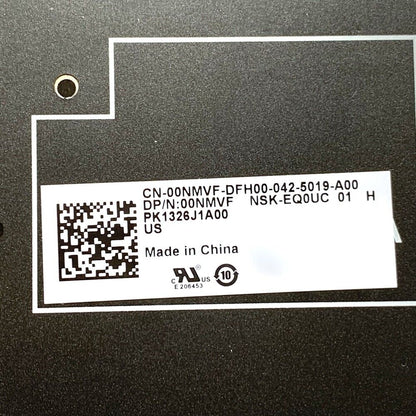 CN-00NMVF-DFH00-042-5019-A00
DP/N:00NMVF NSK-EQ0UC 01 H
PK1326J1A00
US
Made in China
c RU US
E 206453
10